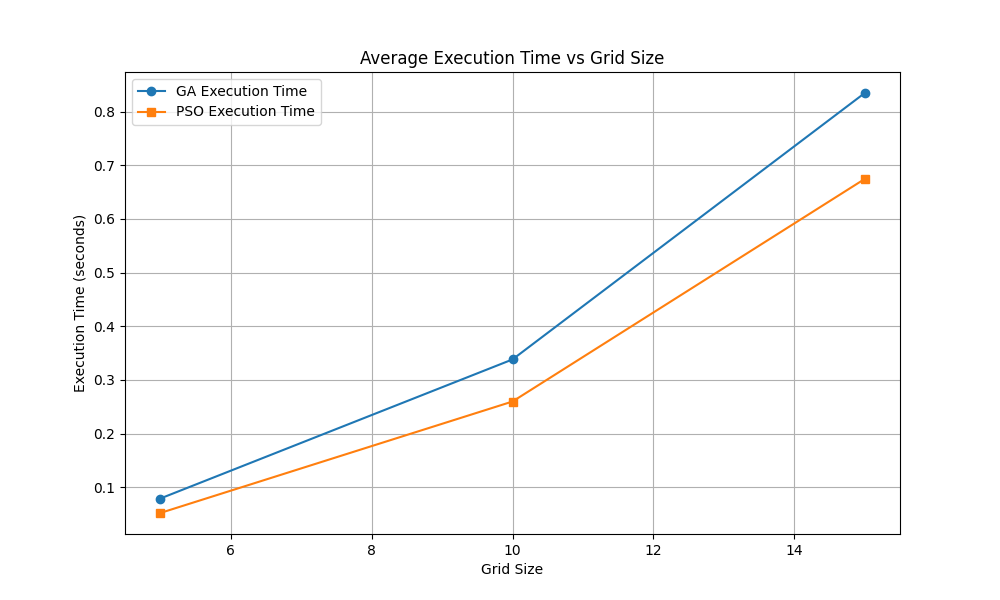 Average Execution Time vs Grid Size
GA Execution Time
PSO Execution Time
Execution Time (seconds)
0.8
0.7
0.6
0.5
0.4
0.3
0.2
0.1
6 8 10 12 14
Grid Size